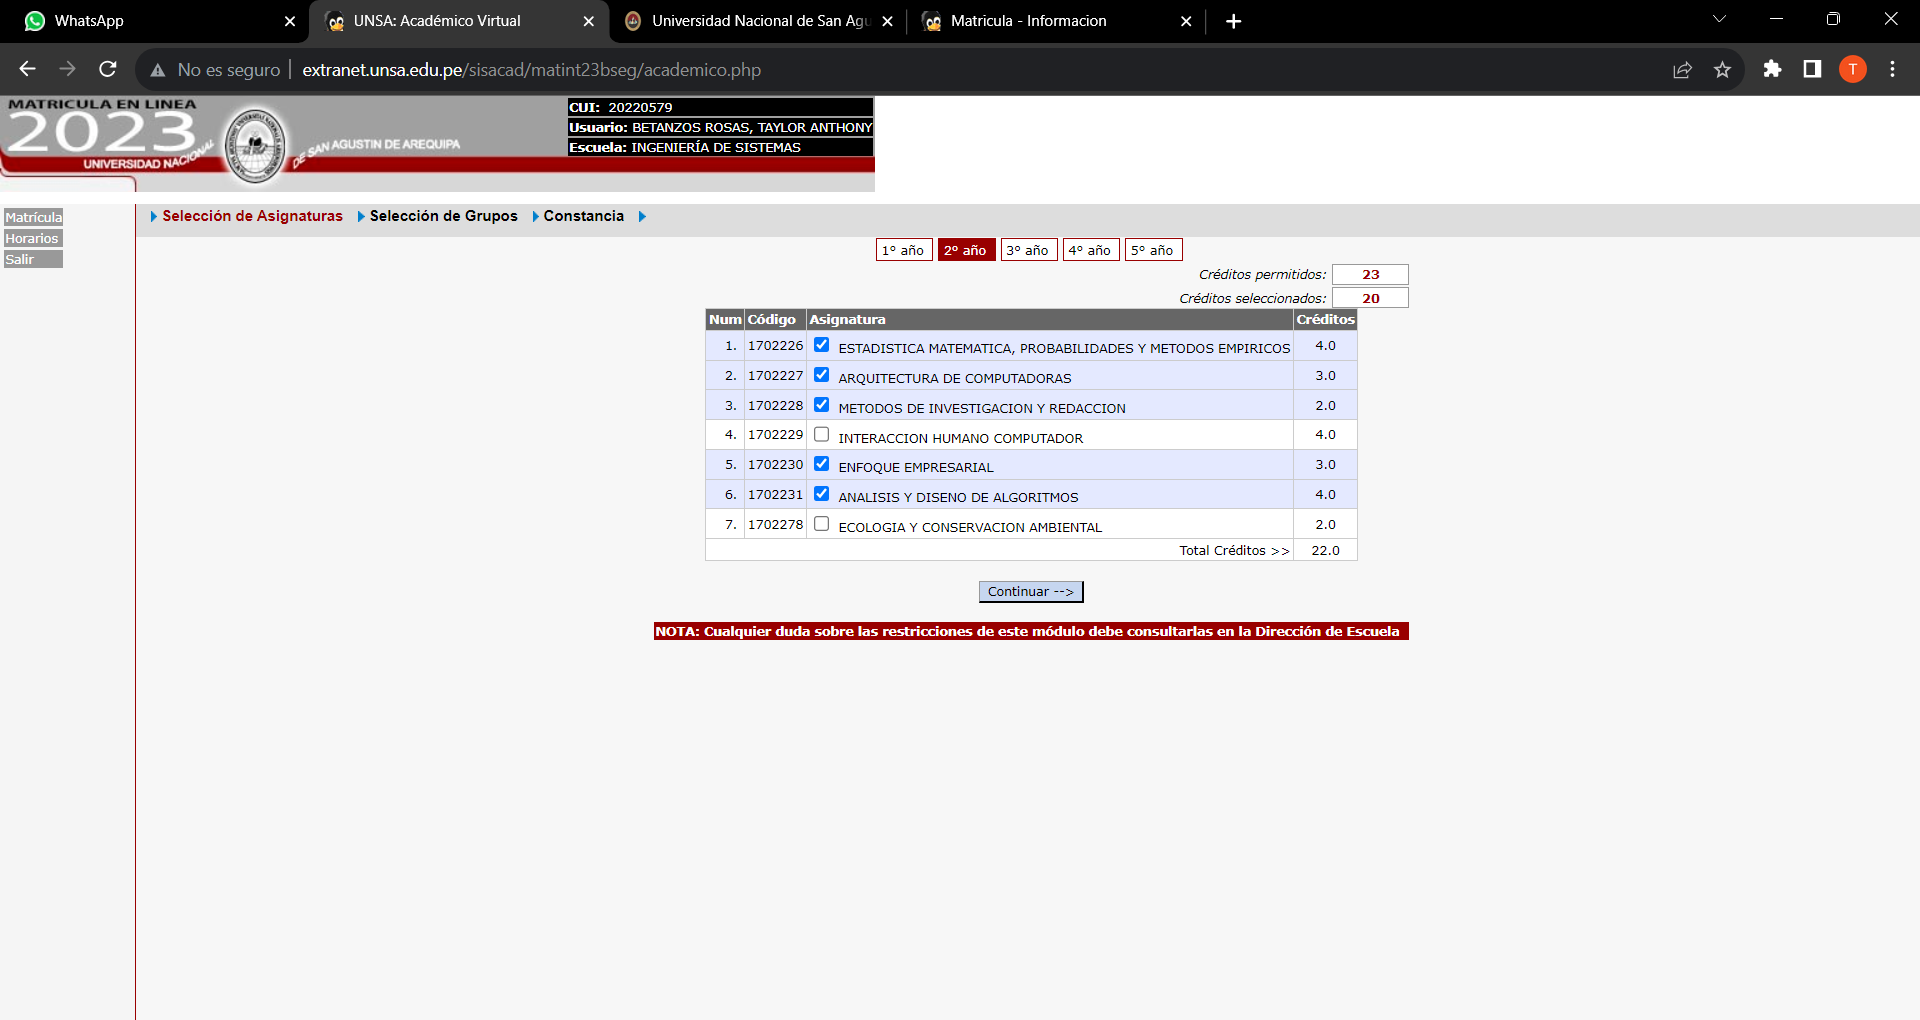 WhatsApp
UNSA: Académico Virtual
Universidad Nacional de San Agu
Matricula - Informacion
No es seguro
extranet.unsa.edu.pe/sisacad/matint23bseg/academico.php
T
MATRICULA EN LINEA
2023
UNIVERSIDAD NACIONAL DE SAN AGUSTIN DE AREQUIPA
CUI: 20220579
Usuario: BETANZOS ROSAS, TAYLOR ANTHONY
Escuela: INGENIERÍA DE SISTEMAS
Matrícula
Horarios
Salir
Selección de Asignaturas Selección de Grupos Constancia
1º año 2º año 3º año 4º año 5º año
Créditos permitidos: 23
Créditos seleccionados: 20
Num Código Asignatura Créditos
1. 1702226 ESTADISTICA MATEMATICA, PROBABILIDADES Y METODOS EMPIRICOS 4.0
2. 1702227 ARQUITECTURA DE COMPUTADORAS 3.0
3. 1702228 METODOS DE INVESTIGACION Y REDACCION 2.0
4. 1702229 INTERACCION HUMANO COMPUTADOR 4.0
5. 1702230 ENFOQUE EMPRESARIAL 3.0
6. 1702231 ANALISIS Y DISENO DE ALGORITMOS 4.0
7. 1702278 ECOLOGIA Y CONSERVACION AMBIENTAL 2.0
Total Créditos >> 22.0
Continuar -->
NOTA: Cualquier duda sobre las restricciones de este módulo debe consultarlas en la Dirección de Escuela